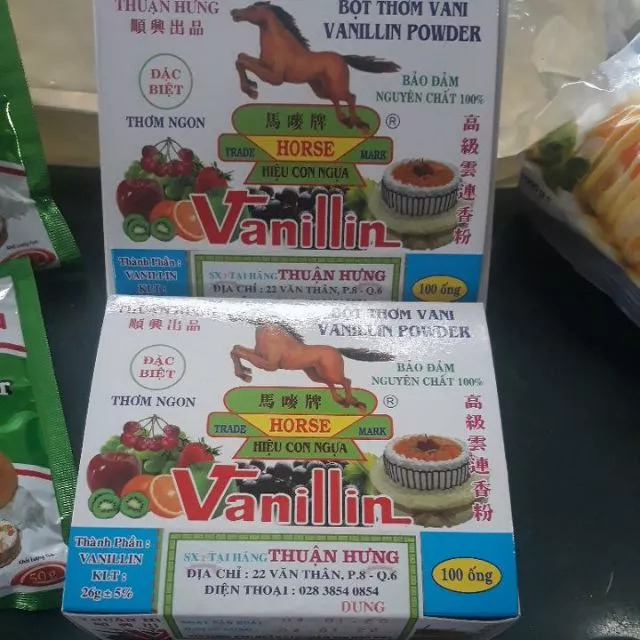 THUẬN HƯNG
順興出品
BỘT THƠM VANI
VANILLIN POWDER
ĐẶC
BIỆT
BẢO ĐẢM
NGUYÊN CHẤT 100%
THƠM NGON
馬嘜牌
®
TRADE HORSE MARK
HIỆU CON NGỰA
高級雲連香粉
Vanillin
Thành Phần :
VANILLIN
KLT :
SX : TẠI HÃNG THUẬN HƯNG
ĐỊA CHỈ : 22 VĂN THÂN, P.8 - Q.6
100 ống
THUẬN HƯNG
順興出品
BỘT THƠM VANI
VANILLIN POWDER
ĐẶC
BIỆT
BẢO ĐẢM
NGUYÊN CHẤT 100%
THƠM NGON
馬嘜牌
®
TRADE HORSE MARK
HIỆU CON NGỰA
高級雲連香粉
Vanillin
Thành Phần :
VANILLIN
KLT :
26g ± 5%
SX : TẠI HÃNG THUẬN HƯNG
ĐỊA CHỈ : 22 VĂN THÂN, P.8 - Q.6
ĐIỆN THOẠI : 028 3854 0854
DUNG
100 ống
50g